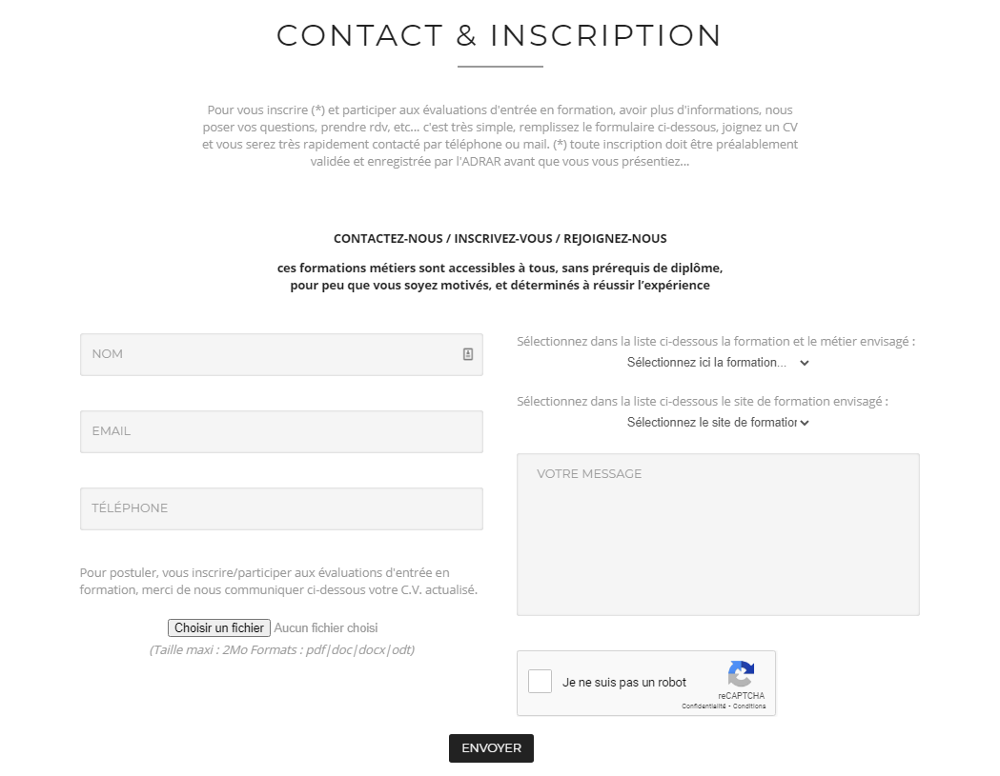 CONTACT & INSCRIPTION
Pour vous inscrire (*) et participer aux évaluations d'entrée en formation, avoir plus d'informations, nous
poser vos questions, prendre rdv, etc... c'est très simple, remplissez le formulaire ci-dessous, joignez un CV
et vous serez très rapidement contacté par téléphone ou mail. (*) toute inscription doit être préalablement
validée et enregistrée par l'ADRAR avant que vous vous présentiez...
CONTACTEZ-NOUS / INSCRIVEZ-VOUS / REJOIGNEZ-NOUS
ces formations métiers sont accessibles à tous, sans prérequis de diplôme,
pour peu que vous soyez motivés, et déterminés à réussir l’expérience
NOM
EMAIL
TÉLÉPHONE
Pour postuler, vous inscrire/participer aux évaluations d'entrée en
formation, merci de nous communiquer ci-dessous votre C.V. actualisé.
Choisir un fichier Aucun fichier choisi
(Taille maxi : 2Mo Formats : pdf|doc|docx|odt)
Sélectionnez dans la liste ci-dessous la formation et le métier envisagé :
Sélectionnez ici la formation...
Sélectionnez dans la liste ci-dessous le site de formation envisagé :
Sélectionnez le site de formation
VOTRE MESSAGE
Je ne suis pas un robot
reCAPTCHA
Confidentialité - Conditions
ENVOYER